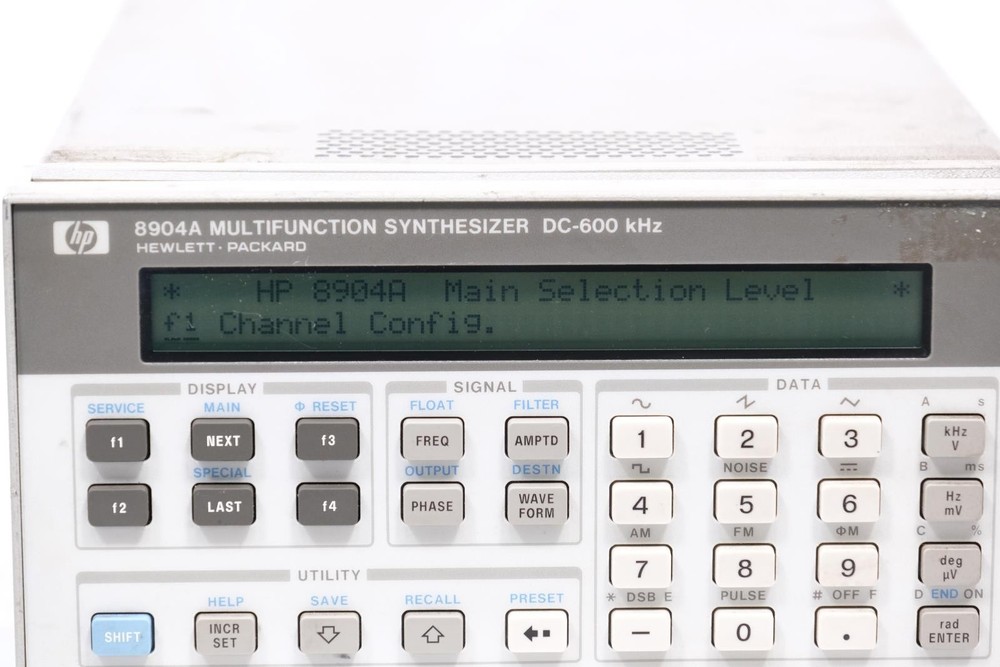 hp 8904A MULTIFUNCTION SYNTHESIZER DC-600 kHz
HEWLETT · PACKARD
* HP 8904A Main Selection Level *
f1 Channel Config.
DISPLAY SIGNAL DATA
SERVICE MAIN Φ RESET FLOAT FILTER A s
f1 NEXT f3 FREQ AMPTD 1 2 3 kHz V
SPECIAL OUTPUT DESTN NOISE B ms
f2 LAST f4 PHASE WAVE FORM 4 5 6 Hz mV
AM FM ΦM C %
7 8 9 deg µV
UTILITY
HELP SAVE RECALL PRESET * DSB E PULSE # OFF F D END ON
SHIFT INCR SET − 0 . rad ENTER